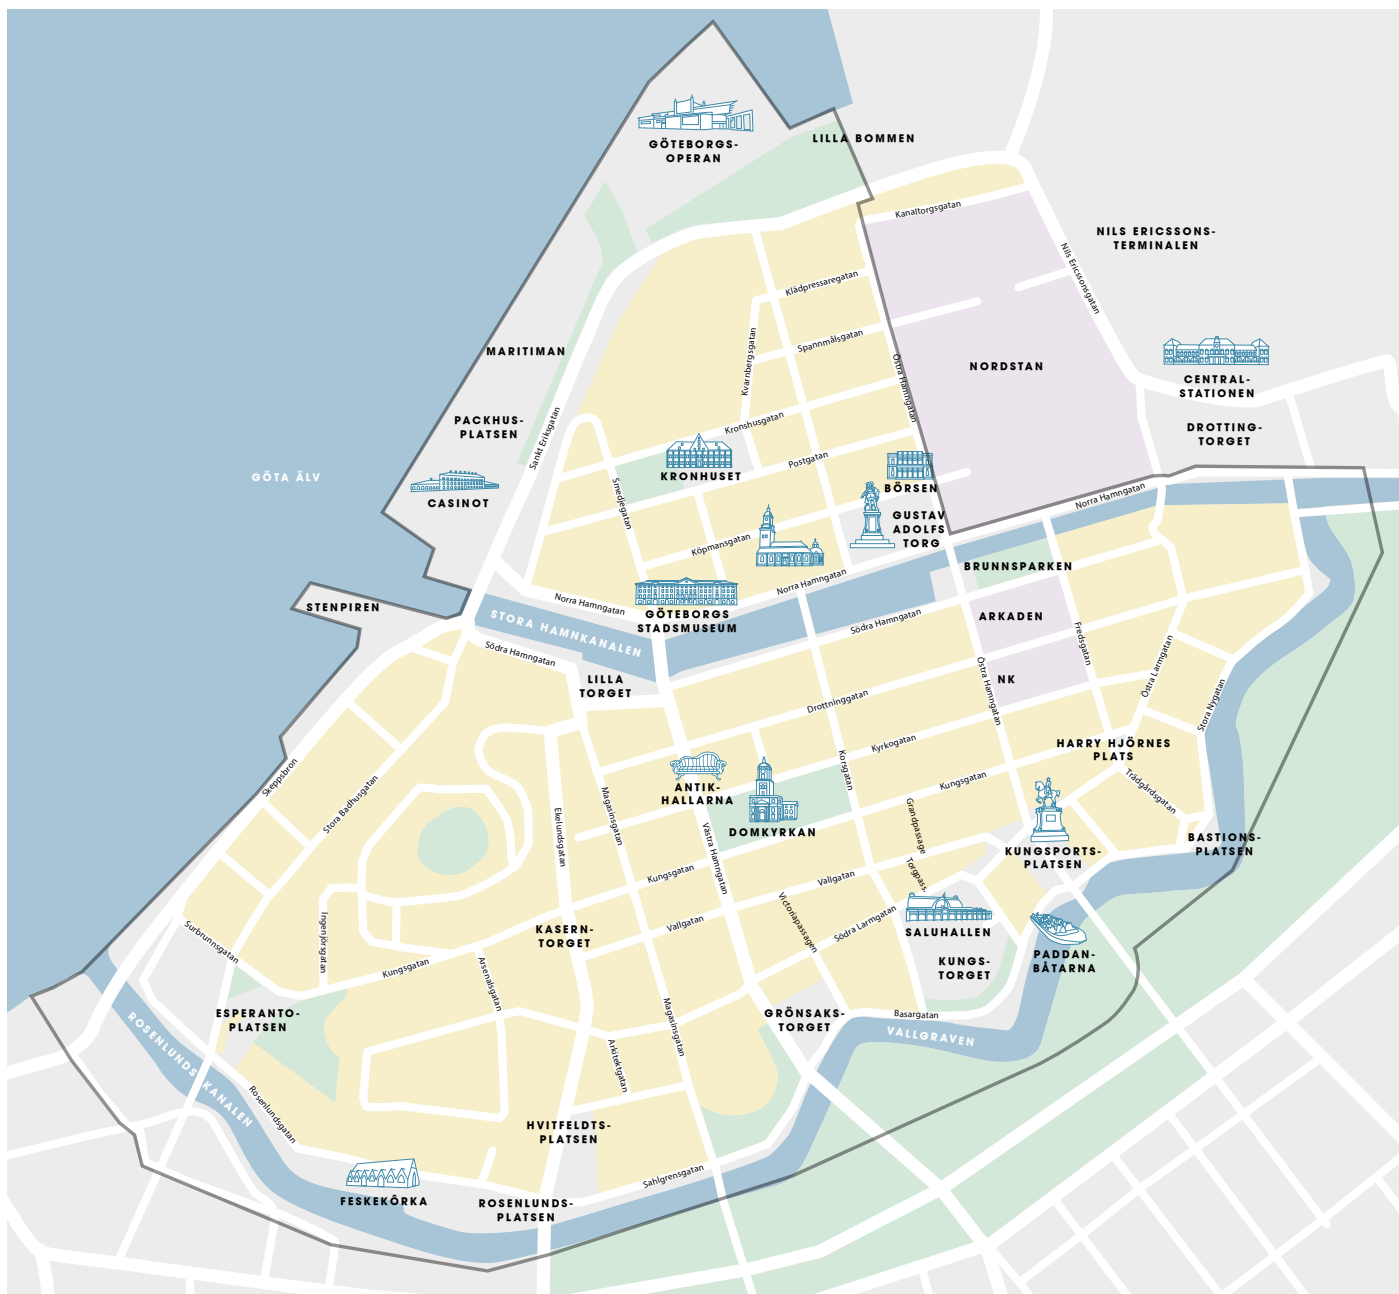 GÖTEBORGS-
OPERAN
LILLA BOMMEN
Kanaltorgsgatan
NILS ERICSSONS-
TERMINALEN
Nils Ericssonsgatan
Klädpressaregatan
Spannmålsgatan
Kvarnbergsgatan
MARITIMAN
NORDSTAN
Östra Hamngatan
CENTRAL-
STATIONEN
PACKHUS-
PLATSEN
Sankt Eriksgatan
Kronshusgatan
DROTTING-
TORGET
Postgatan
GÖTA ÄLV
KRONHUSET
CASINOT
BÖRSEN
Smedjegatan
Norra Hamngatan
GUSTAV
ADOLFS
TORG
Köpmansgatan
BRUNNSPARKEN
Norra Hamngatan
STENPIREN
Norra Hamngatan
GÖTEBORGS
STADSMUSEUM
STORA HAMNKANALEN
ARKADEN
Södra Hamngatan
Fredsgatan
Södra Hamngatan
LILLA
TORGET
NK
Östra Hamngatan
Östra Larmgatan
Stora Nygatan
Drottninggatan
Kyrkogatan
HARRY HJÖRNES
PLATS
Skeppsbron
Korsgatan
Kungsgatan
Trädgårdsgatan
ANTIK-
HALLARNA
Stora Badhusgatan
Ekelundsgatan
Magasinsgatan
DOMKYRKAN
Grandpassage
KUNGSPORTS-
PLATSEN
BASTIONS-
PLATSEN
Västra Hamngatan
Kungsgatan
Vallgatan
Torgpass.
Victoriapassagen
Södra Larmgatan
SALUHALLEN
Vallgatan
KASERN-
TORGET
Surbrunnsgatan
Ingenjörsgatan
Kungsgatan
Arsenalsgatan
KUNGS-
TORGET
PADDAN-
BÅTARNA
ESPERANTO-
PLATSEN
GRÖNSAKS-
TORGET
Basargatan
Magasinsgatan
VALLGRAVEN
ROSENLUNDSKANALEN
Arkitektgatan
Rosenlundsgatan
HVITFELDTS-
PLATSEN
Sahlgrensgatan
FESKEKÔRKA
ROSENLUNDS-
PLATSEN